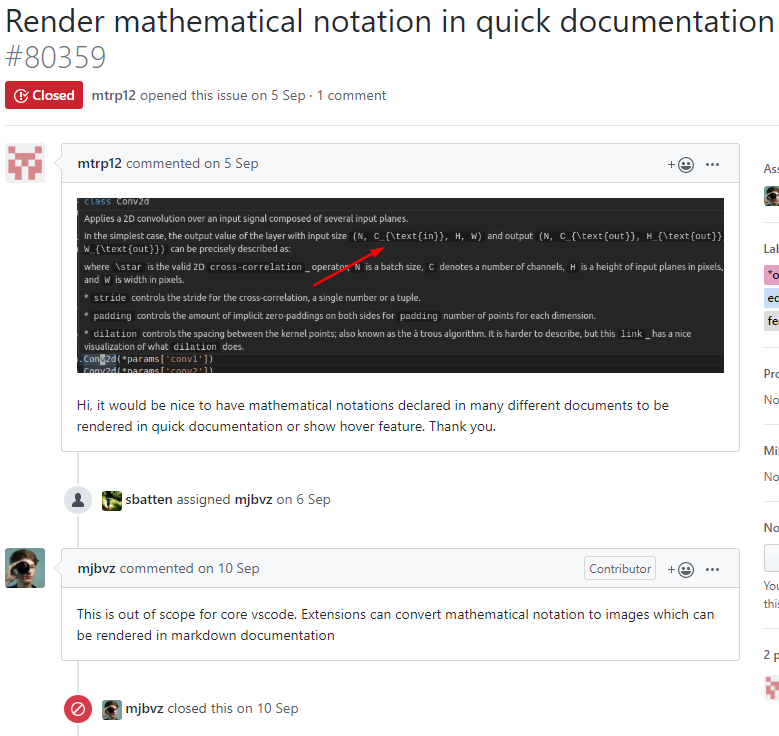 Render mathematical notation in quick documentation
#80359
Closed mtrp12 opened this issue on 5 Sep · 1 comment
mtrp12 commented on 5 Sep
class Conv2d
Applies a 2D convolution over an input signal composed of several input planes.
In the simplest case, the output value of the layer with input size (N, C_{\text{in}}, H, W) and output (N, C_{\text{out}}, H_{\text{out}}
W_{\text{out}}) can be precisely described as:
where \star is the valid 2D cross-correlation_ operator, N is a batch size, C denotes a number of channels, H is a height of input planes in pixels,
and W is width in pixels.
* stride controls the stride for the cross-correlation, a single number or a tuple.
* padding controls the amount of implicit zero-paddings on both sides for padding number of points for each dimension.
* dilation controls the spacing between the kernel points; also known as the à trous algorithm. It is harder to describe, but this link_ has a nice
visualization of what dilation does.
.Conv2d(*params['conv1'])
Conv2d(*params['conv2'])
Hi, it would be nice to have mathematical notations declared in many different documents to be
rendered in quick documentation or show hover feature. Thank you.
sbatten assigned mjbvz on 6 Sep
mjbvz commented on 10 Sep
Contributor
This is out of scope for core vscode. Extensions can convert mathematical notation to images which can
be rendered in markdown documentation
mjbvz closed this on 10 Sep
Ass
Lab
*o
ed
fe
Pro
No
Mil
No
No
You
this
2 p